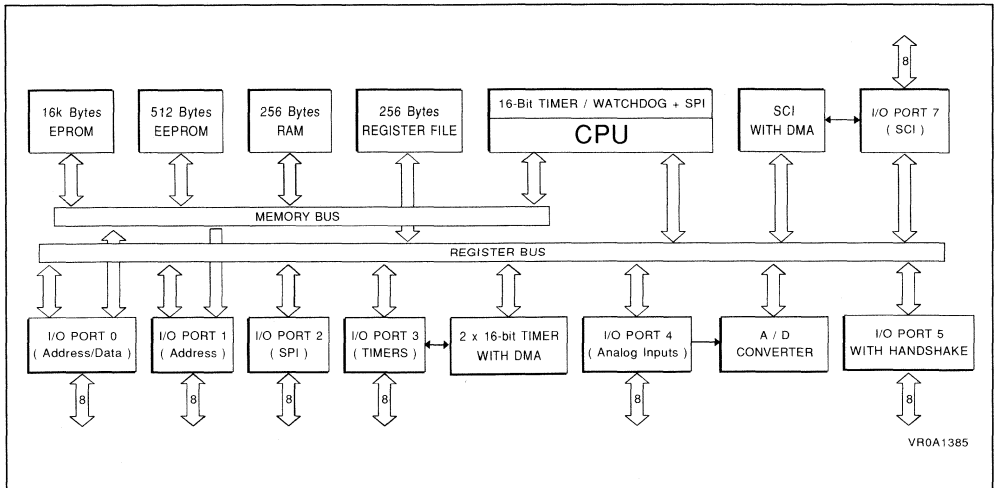 8
16k Bytes
EPROM
512 Bytes
EEPROM
256 Bytes
RAM
256 Bytes
REGISTER FILE
16-Bit TIMER / WATCHDOG + SPI
CPU
SCI
WITH DMA
I/O PORT 7
( SCI )
MEMORY BUS
REGISTER BUS
I/O PORT 0
( Address/Data )
I/O PORT 1
( Address )
I/O PORT 2
( SPI )
I/O PORT 3
( TIMERS )
2 x 16-bit TIMER
WITH DMA
I/O PORT 4
( Analog Inputs )
A / D
CONVERTER
I/O PORT 5
WITH HANDSHAKE
8
8
8
8
8
8
VR0A1385